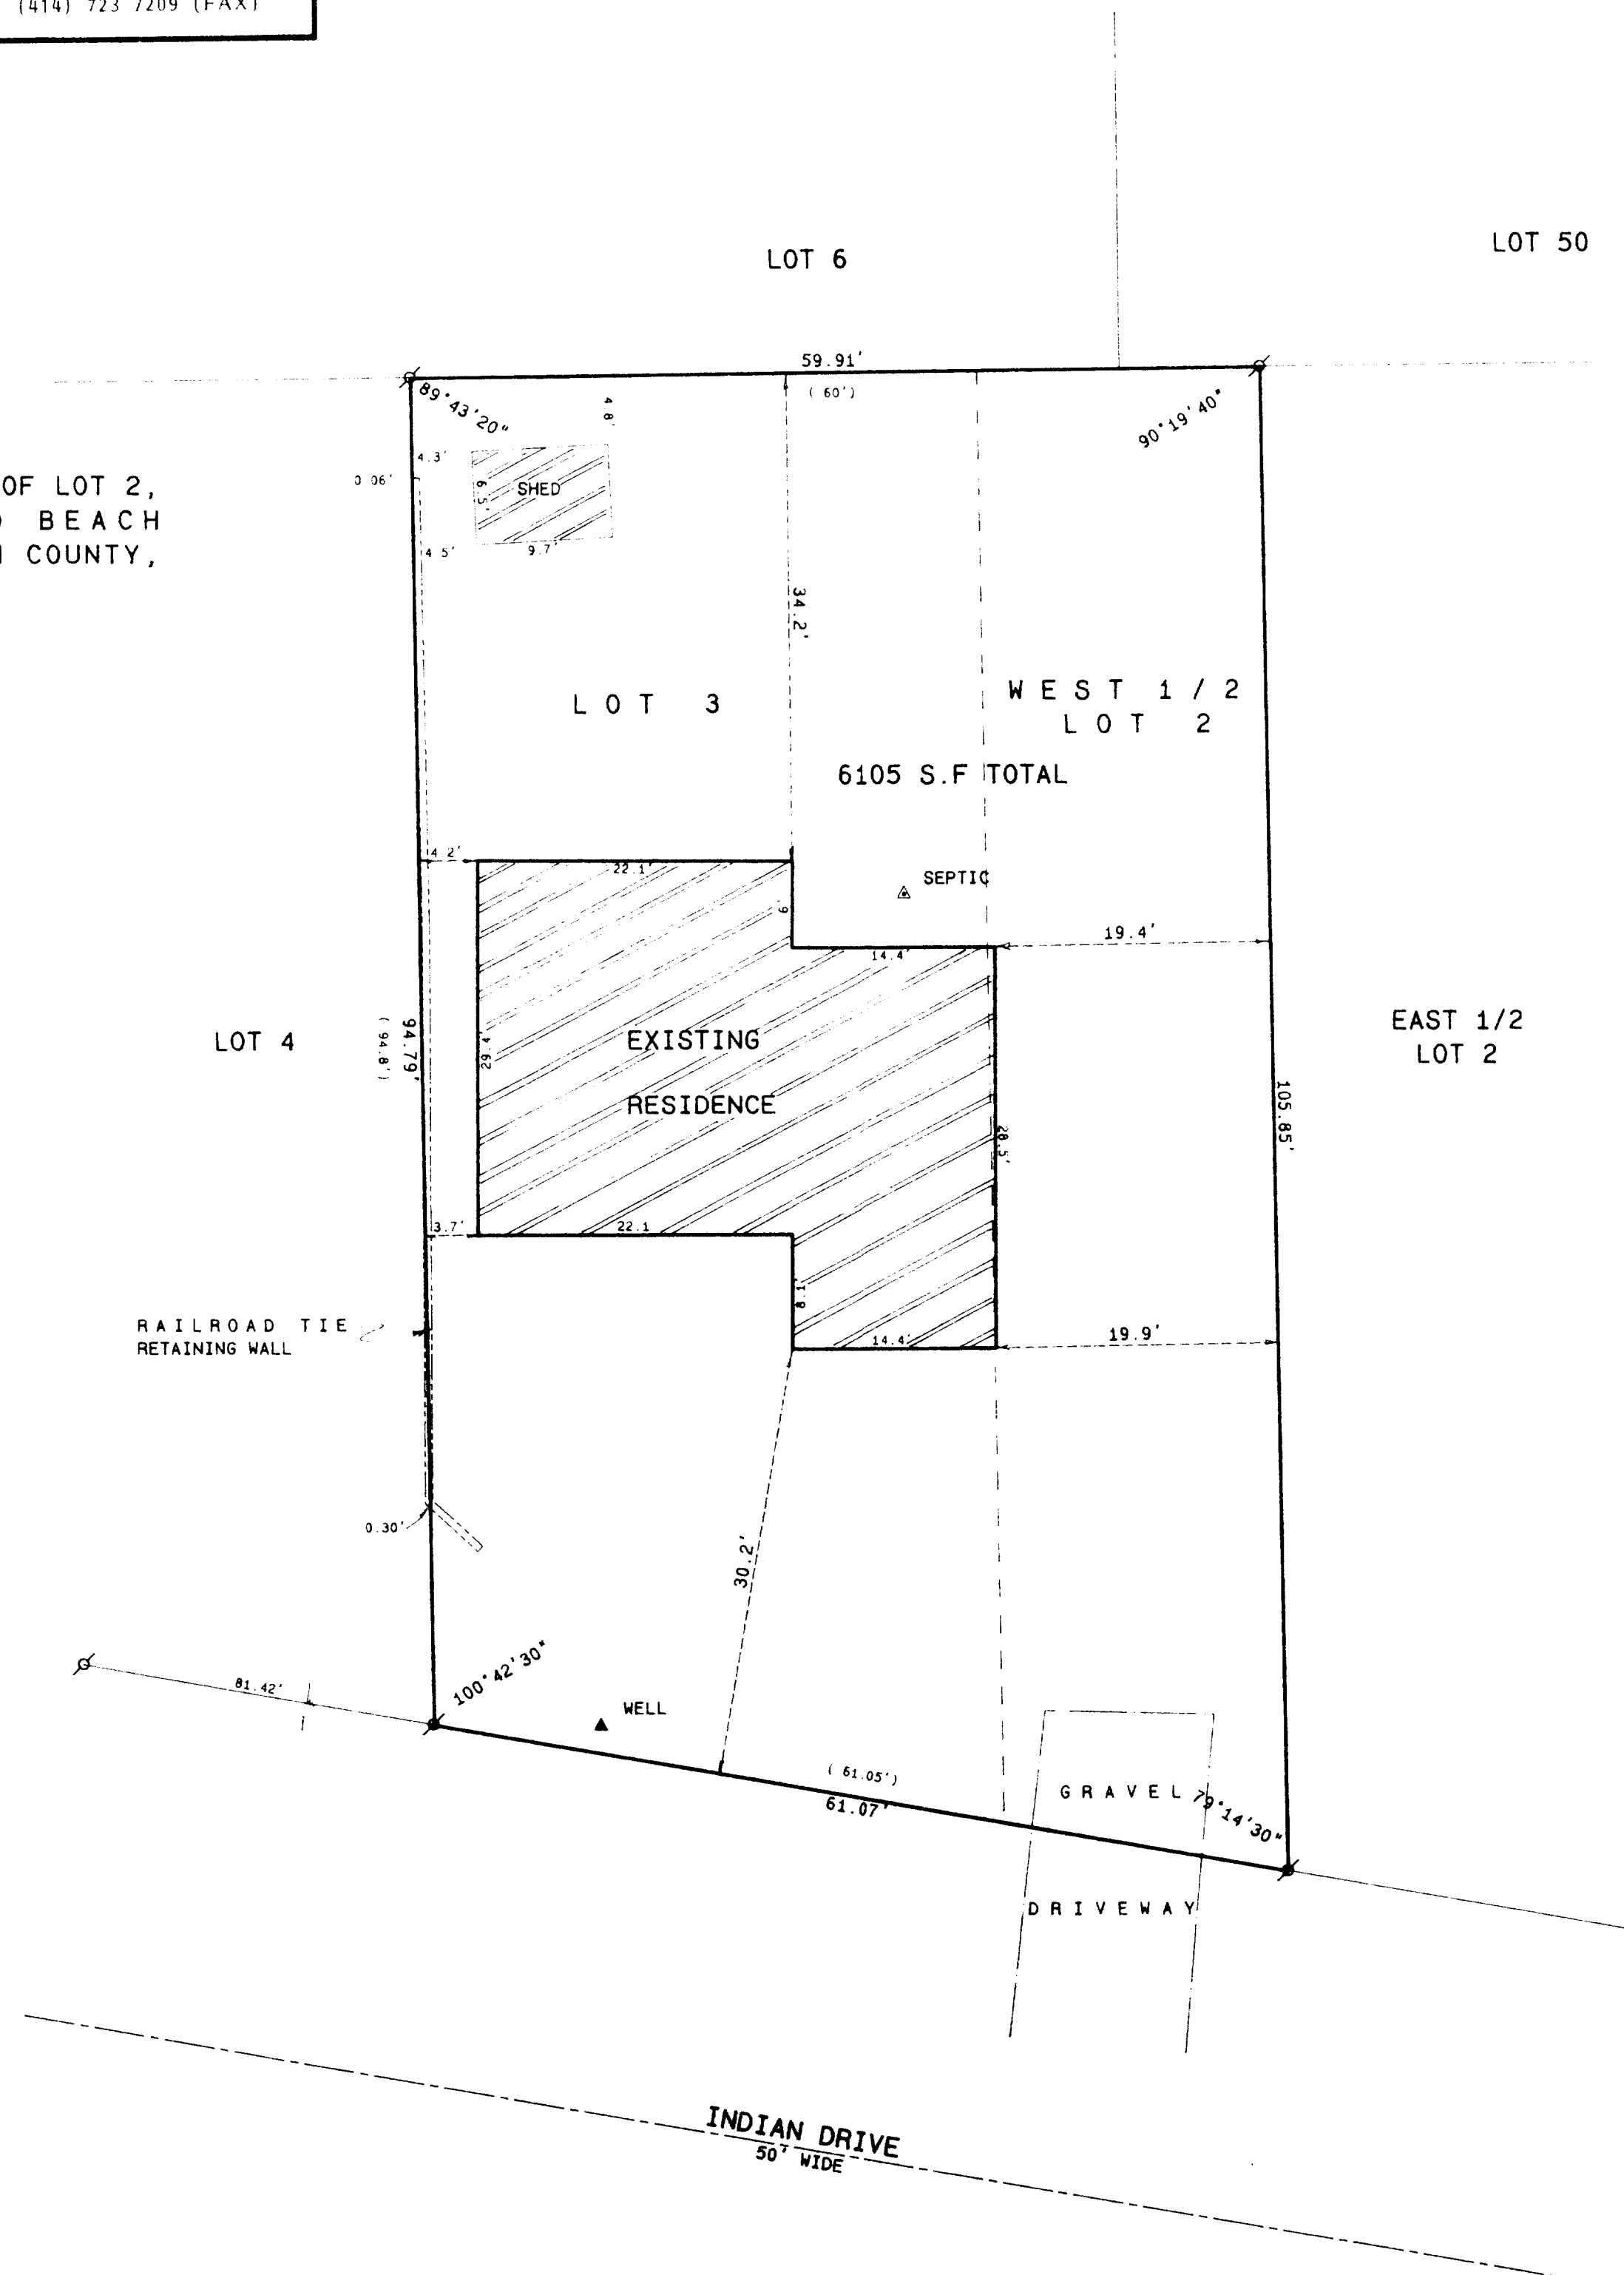 (414) 723 7209 (FAX)
LOT 6
LOT 50
59.91'
( 60')
89°43'20"
90°19'40"
4.8'
4.3'
0 06'
6.5'
SHED
9.7'
4 5'
OF LOT 2,
BEACH
COUNTY,
34.2'
LOT 3
WEST 1/2
LOT 2
6105 S.F TOTAL
4.2'
22.1'
SEPTIC
14.4'
19.4'
LOT 4
94.79'
( 94.8')
29.4'
EXISTING
RESIDENCE
28.5'
105.85'
EAST 1/2
LOT 2
3.7'
22.1
8.1'
14.4'
19.9'
RAILROAD TIE
RETAINING WALL
0.30'
30.2'
81.42'
100°42'30"
WELL
( 61.05')
61.07'
GRAVEL
79°14'30"
DRIVEWAY
INDIAN DRIVE
50' WIDE